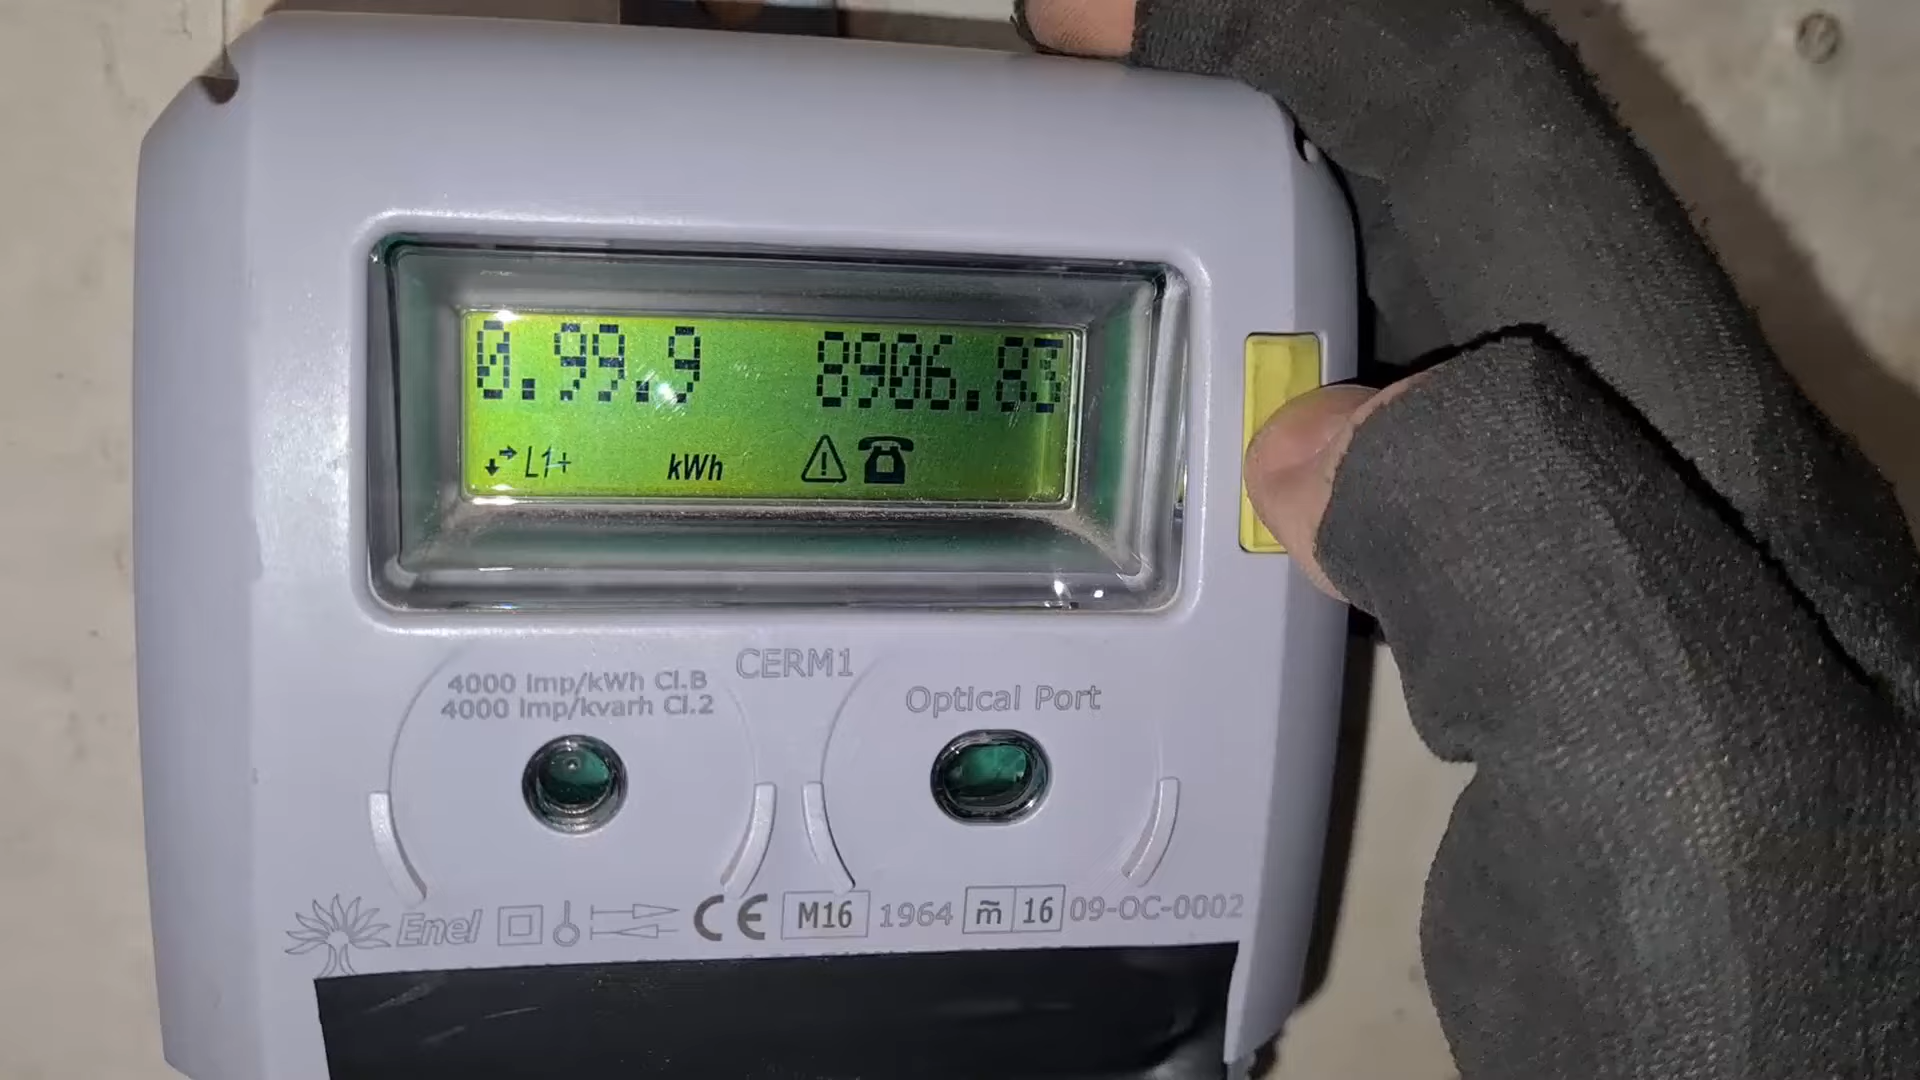 0.99.9 8906.83
L1+ kWh
CERM1
4000 Imp/kWh Cl.B
4000 Imp/kvarh Cl.2
Optical Port
Enel CE M16 1964 m̃ 16 09-OC-0002